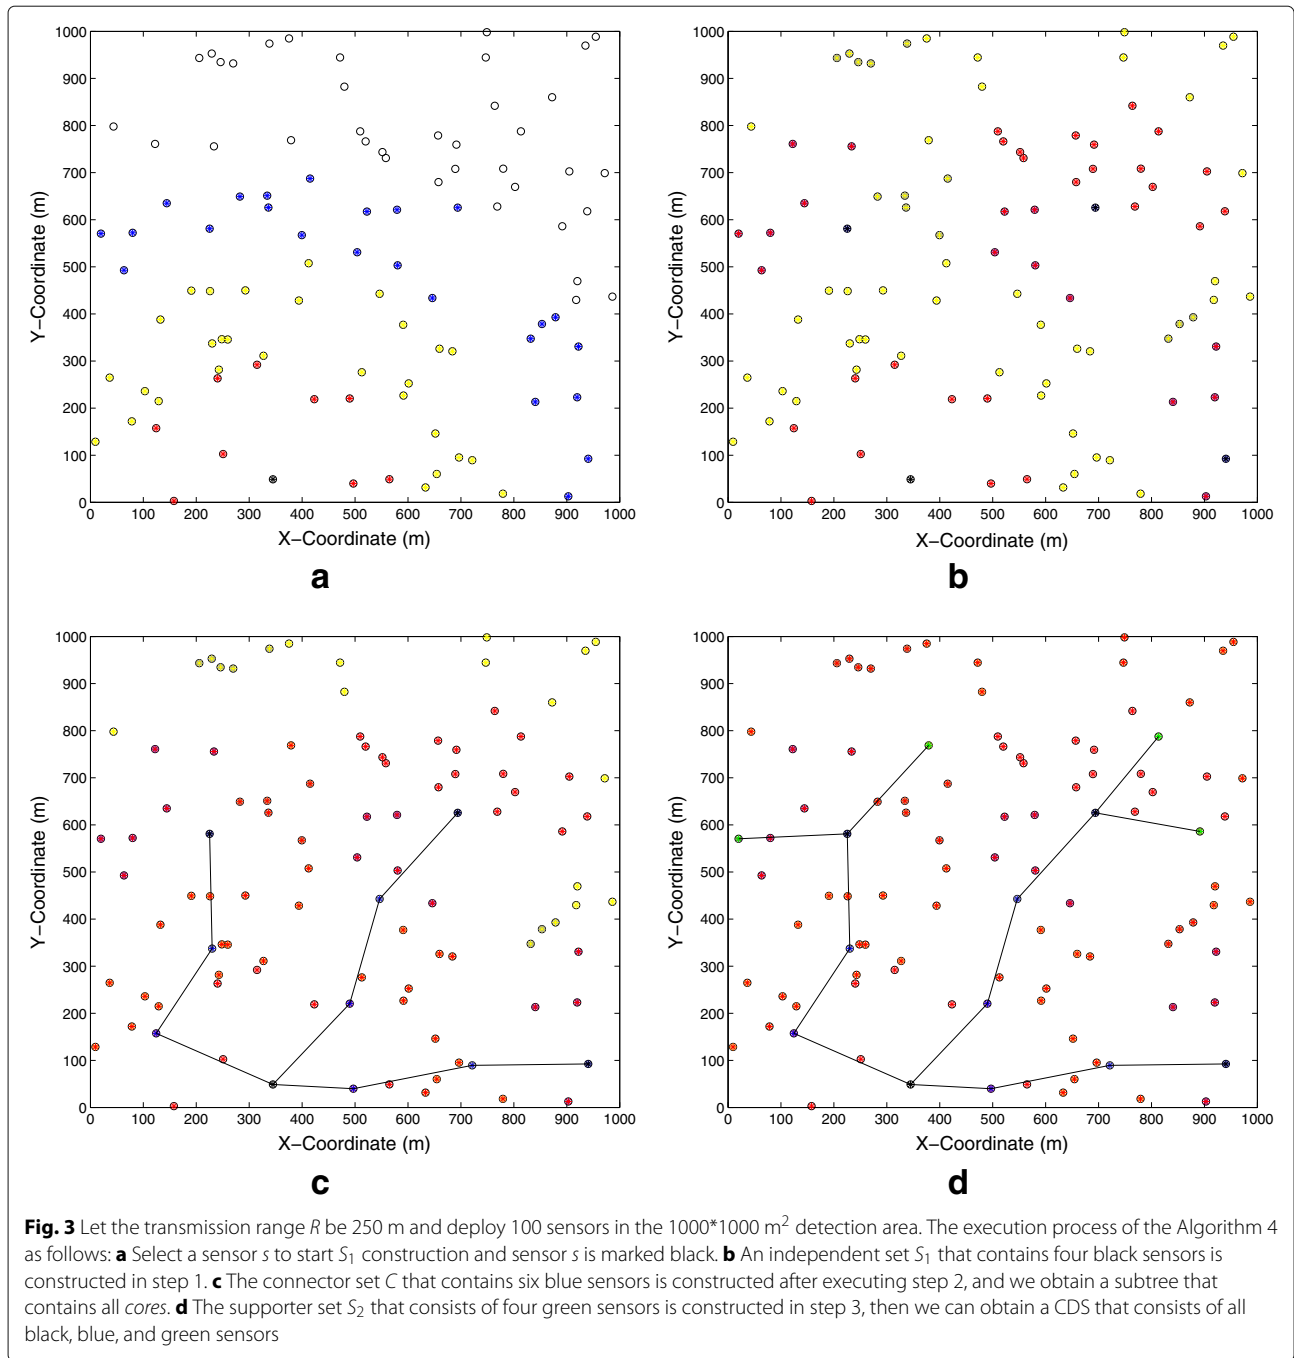 1000
900
800
700
600
500
400
300
200
100
0
Y−Coordinate (m)
0 100 200 300 400 500 600 700 800 900 1000
X−Coordinate (m)
a
1000
900
800
700
600
500
400
300
200
100
0
Y−Coordinate (m)
0 100 200 300 400 500 600 700 800 900 1000
X−Coordinate (m)
b
1000
900
800
700
600
500
400
300
200
100
0
Y−Coordinate (m)
0 100 200 300 400 500 600 700 800 900 1000
X−Coordinate (m)
c
1000
900
800
700
600
500
400
300
200
100
0
Y−Coordinate (m)
0 100 200 300 400 500 600 700 800 900 1000
X−Coordinate (m)
d
Fig. 3 Let the transmission range R be 250 m and deploy 100 sensors in the 1000*1000 m² detection area. The execution process of the Algorithm 4
as follows: a Select a sensor s to start S₁ construction and sensor s is marked black. b An independent set S₁ that contains four black sensors is
constructed in step 1. c The connector set C that contains six blue sensors is constructed after executing step 2, and we obtain a subtree that
contains all cores. d The supporter set S₂ that consists of four green sensors is constructed in step 3, then we can obtain a CDS that consists of all
black, blue, and green sensors